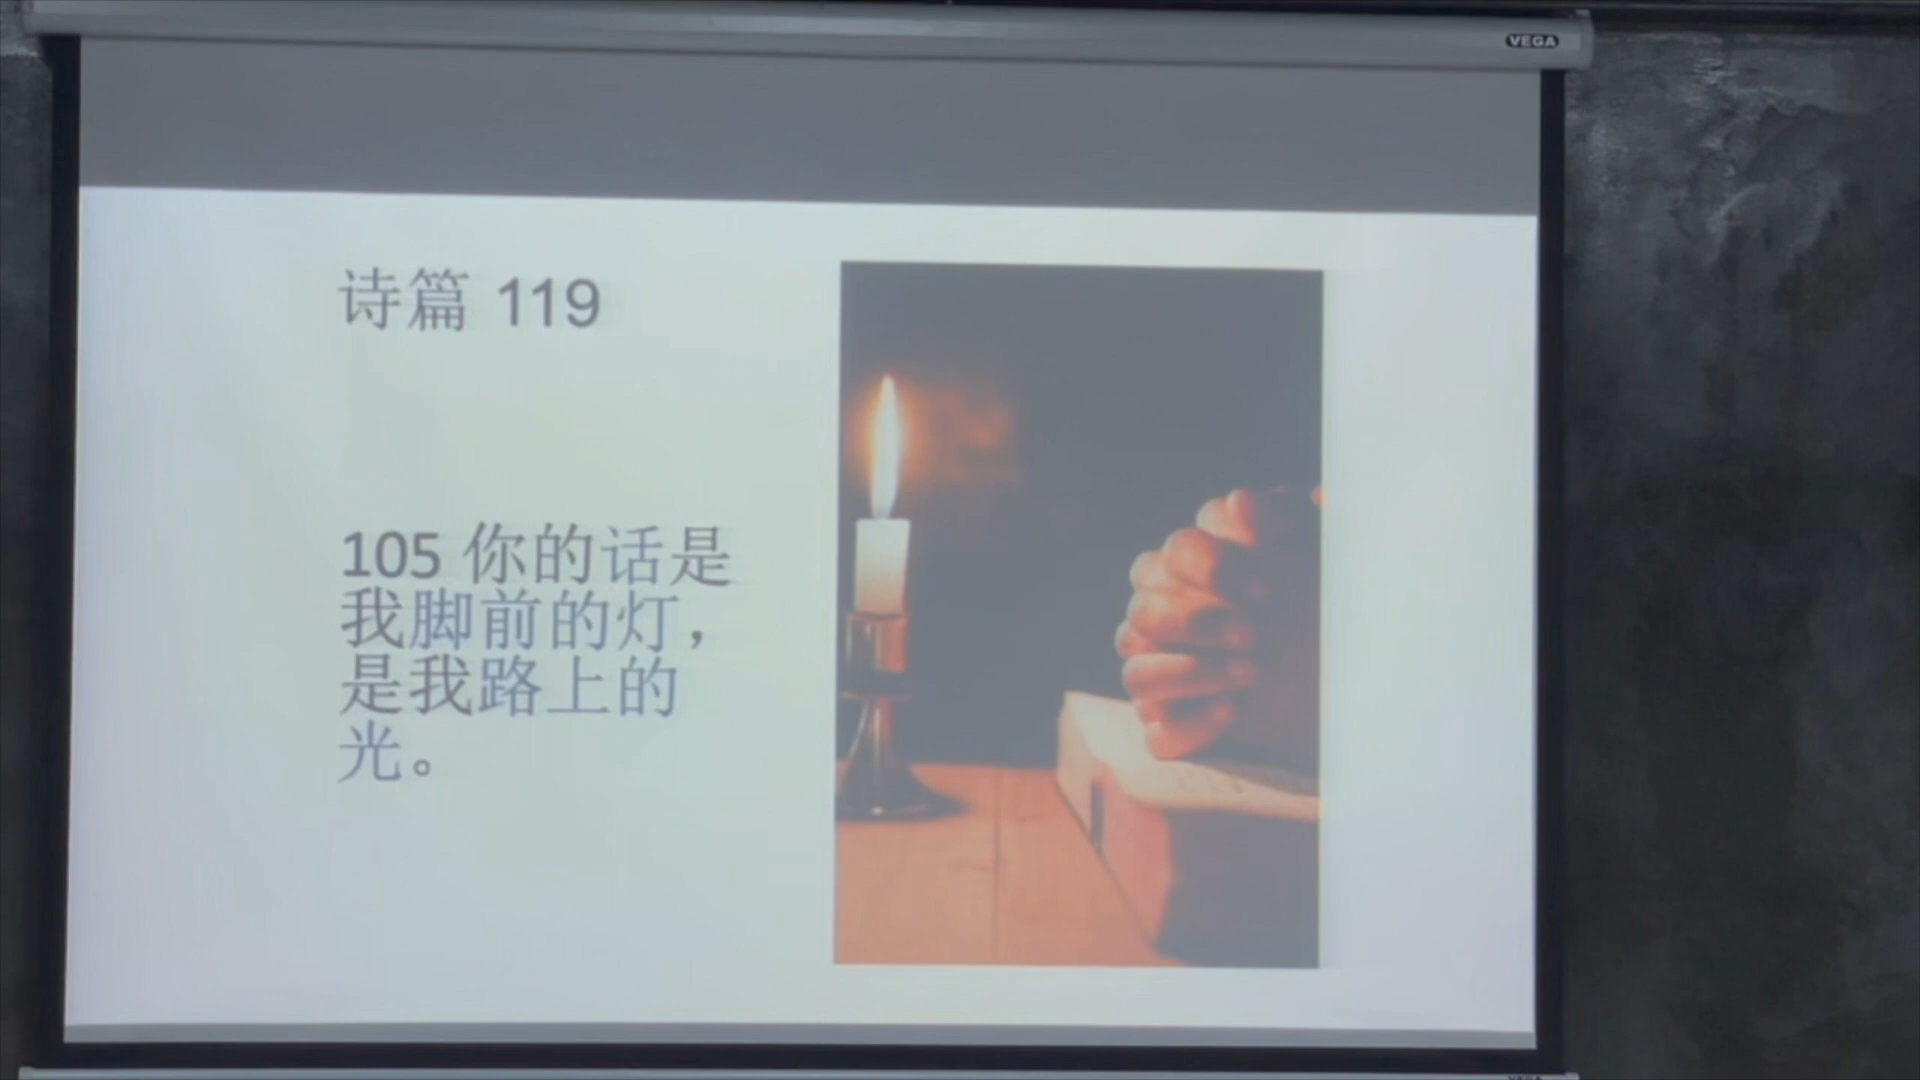 VEGA
诗篇 119
105 你的话是
我脚前的灯，
是我路上的
光。